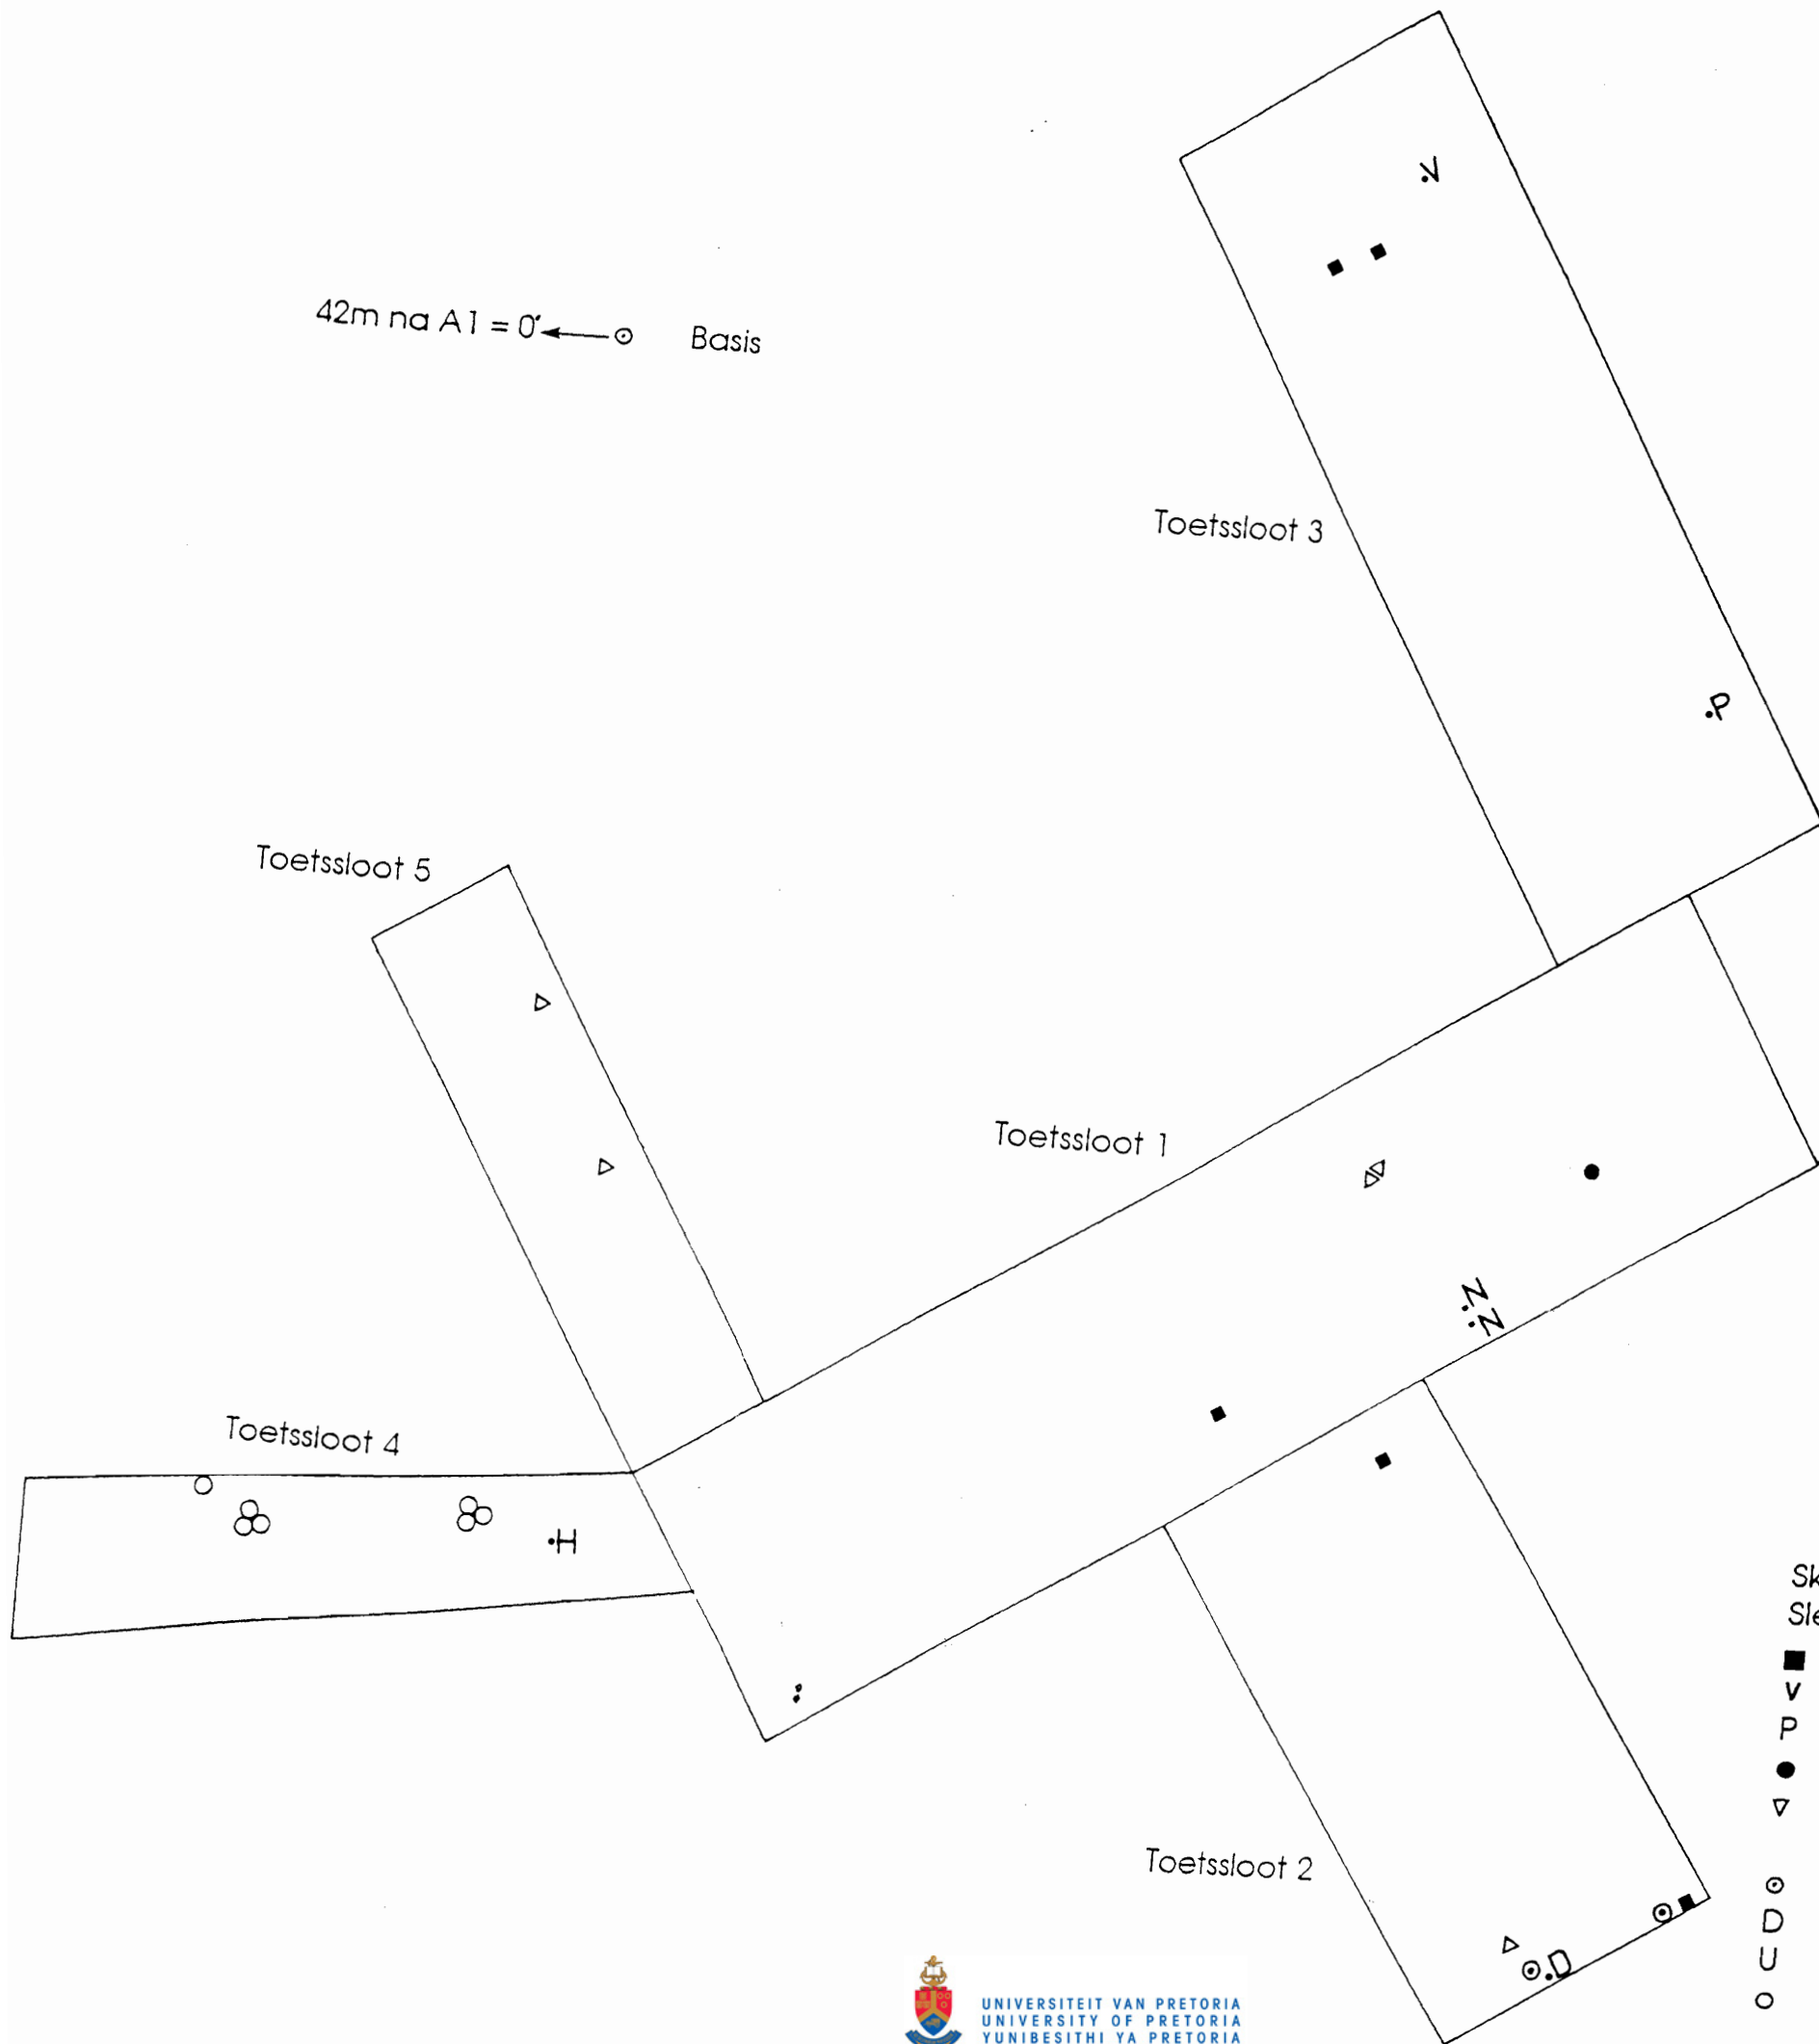 V
42m na A1 = 0°
Basis
Toetssloot 3
P
Toetssloot 5
Toetssloot 1
N
N
Toetssloot 4
H
Toetssloot 2
D
V
P
D
U
UNIVERSITEIT VAN PRETORIA
UNIVERSITY OF PRETORIA
YUNIBESITHI YA PRETORIA